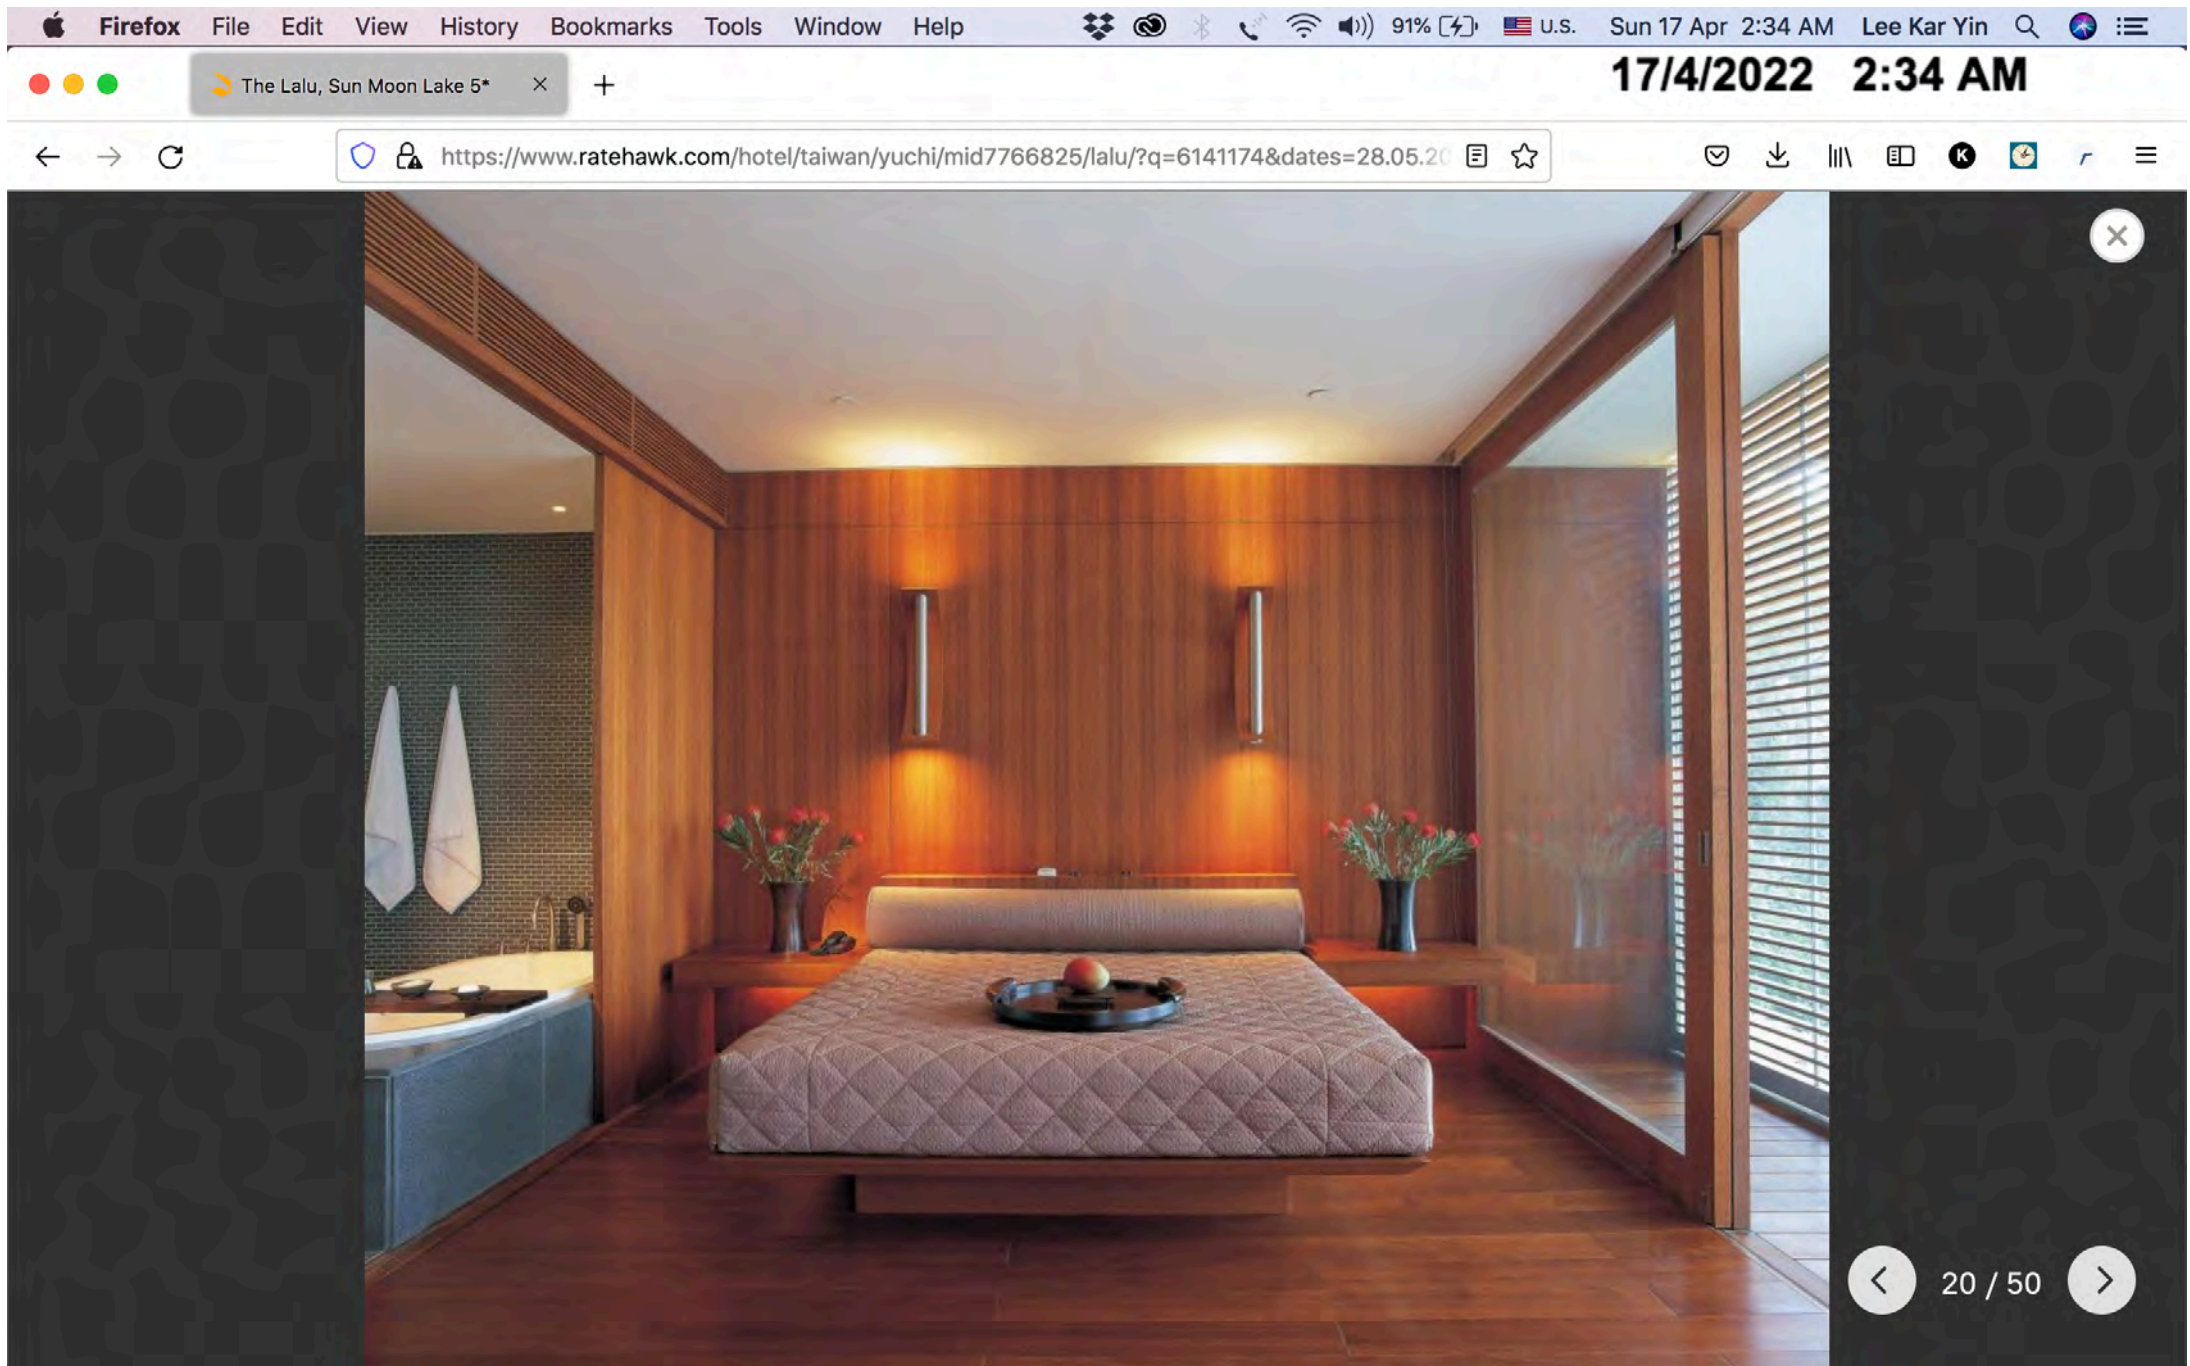 Firefox File Edit View History Bookmarks Tools Window Help 91% U.S. Sun 17 Apr 2:34 AM Lee Kar Yin
The Lalu, Sun Moon Lake 5*
17/4/2022 2:34 AM
https://www.ratehawk.com/hotel/taiwan/yuchi/mid7766825/lalu/?q=6141174&dates=28.05.20
K
r
20 / 50